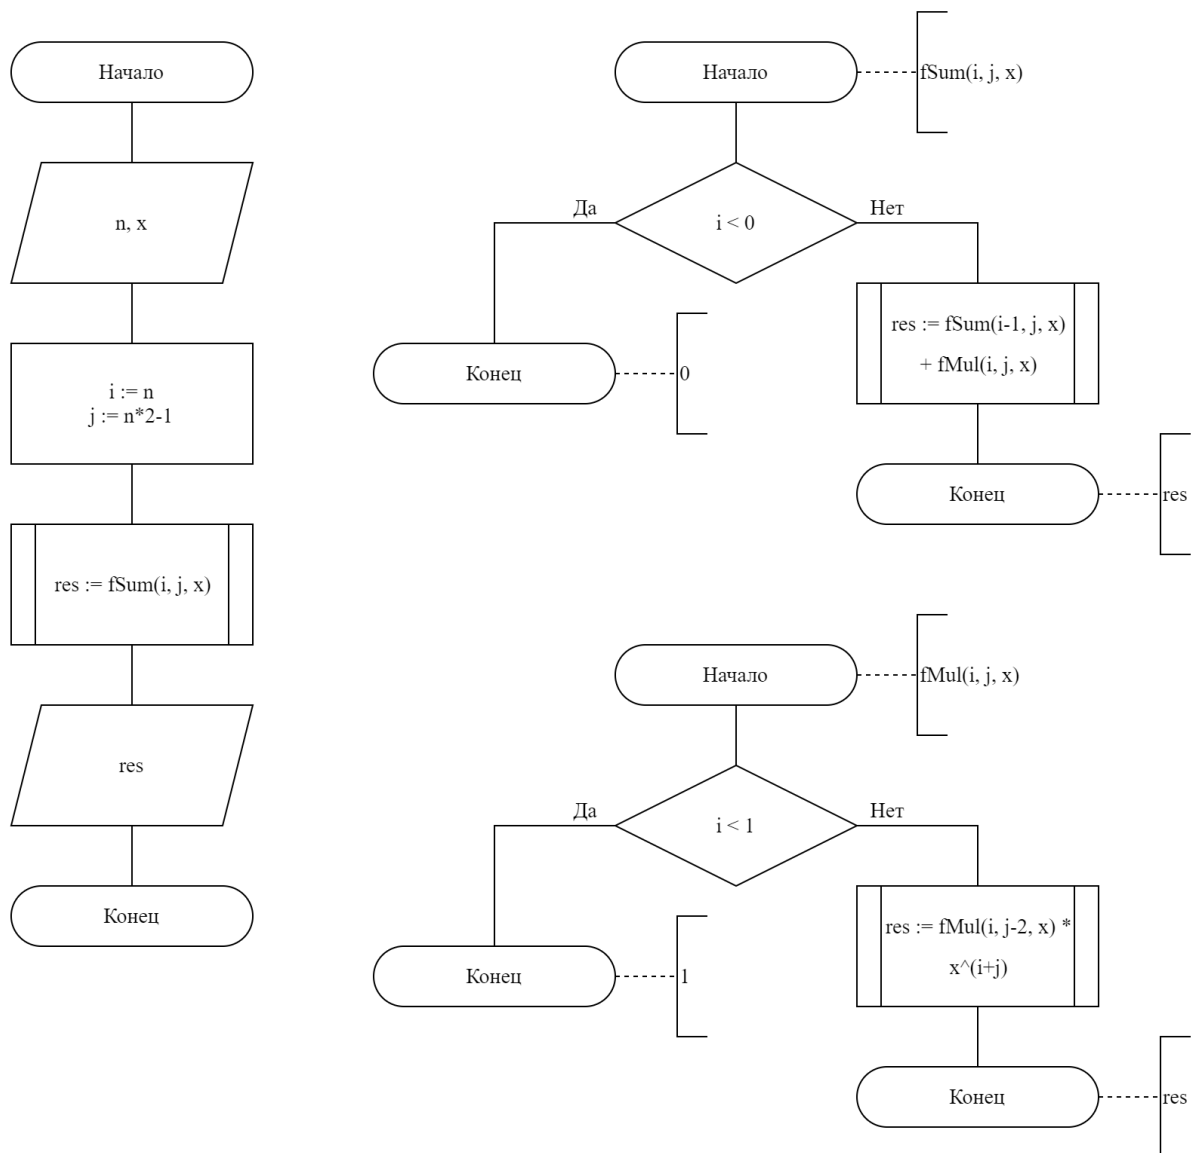 Начало
n, x
i := n
j := n*2-1
res := fSum(i, j, x)
res
Конец
Начало
fSum(i, j, x)
i < 0
Да
Нет
Конец
0
res := fSum(i-1, j, x)
+ fMul(i, j, x)
Конец
res
Начало
fMul(i, j, x)
i < 1
Да
Нет
Конец
1
res := fMul(i, j-2, x) *
x^(i+j)
Конец
res